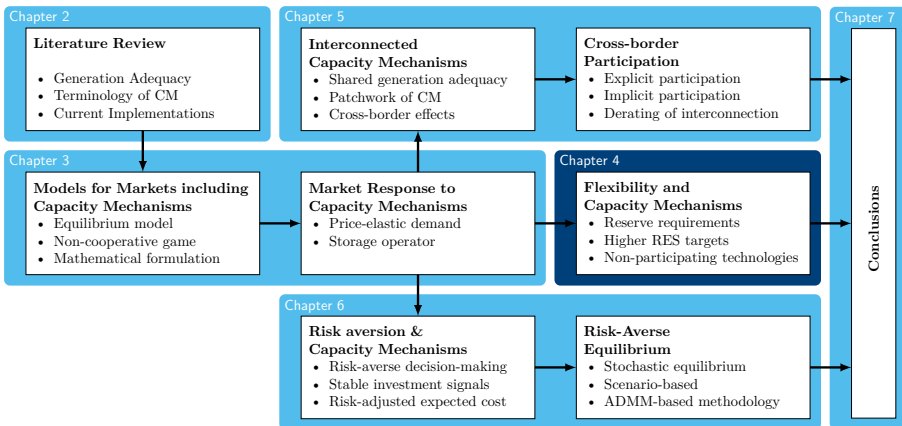 Chapter 2
Literature Review
• Generation Adequacy
• Terminology of CM
• Current Implementations
Chapter 5
Interconnected
Capacity Mechanisms
• Shared generation adequacy
• Patchwork of CM
• Cross-border effects
Cross-border
Participation
• Explicit participation
• Implicit participation
• Derating of interconnection
Chapter 3
Models for Markets including
Capacity Mechanisms
• Equilibrium model
• Non-cooperative game
• Mathematical formulation
Market Response to
Capacity Mechanisms
• Price-elastic demand
• Storage operator
Chapter 4
Flexibility and
Capacity Mechanisms
• Reserve requirements
• Higher RES targets
• Non-participating technologies
Chapter 6
Risk aversion &
Capacity Mechanisms
• Risk-averse decision-making
• Stable investment signals
• Risk-adjusted expected cost
Risk-Averse
Equilibrium
• Stochastic equilibrium
• Scenario-based
• ADMM-based methodology
Chapter 7
Conclusions